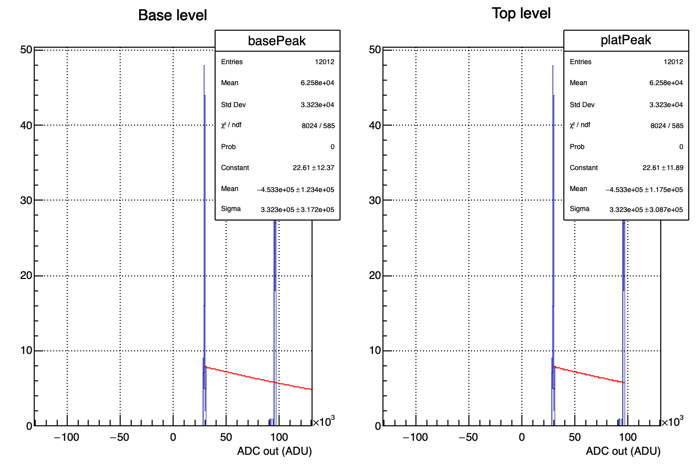 Base level
basePeak
Entries 12012
Mean 6.258e+04
Std Dev 3.323e+04
χ² / ndf 8024 / 585
Prob 0
Constant 22.61 ± 12.37
Mean −4.533e+05 ± 1.234e+05
Sigma 3.323e+05 ± 3.172e+05
50
40
30
20
10
0
−100 −50 0 50 100
×10³
ADC out (ADU)
Top level
platPeak
Entries 12012
Mean 6.258e+04
Std Dev 3.323e+04
χ² / ndf 8024 / 585
Prob 0
Constant 22.61 ± 11.89
Mean −4.533e+05 ± 1.175e+05
Sigma 3.323e+05 ± 3.087e+05
50
40
30
20
10
0
−100 −50 0 50 100
×10³
ADC out (ADU)